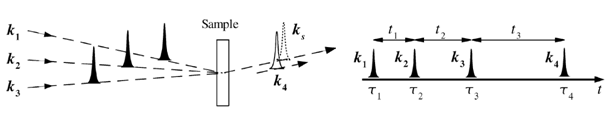 Sample
k₁
k₂
k₃
kₛ
k₄
t₁ t₂ t₃
k₁ k₂ k₃ k₄
τ₁ τ₂ τ₃ τ₄ t